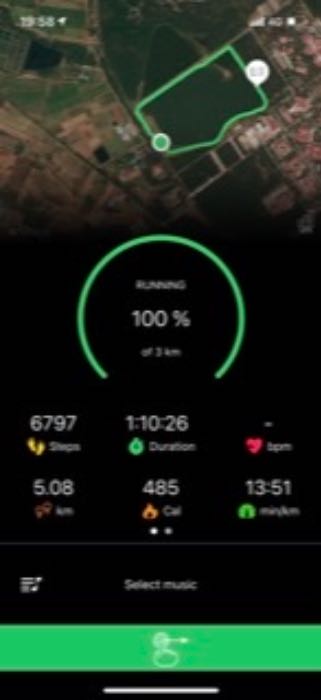 19:58
4G
RUNNING
100 %
of 3 km
6797
1:10:26
-
Steps
Duration
bpm
5.08
485
13:51
km
Cal
min/km
Select music